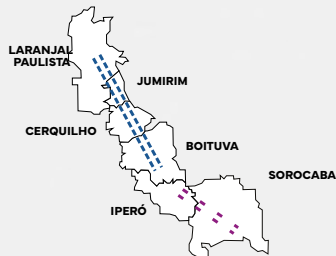 LARANJAL
PAULISTA
JUMIRIM
CERQUILHO
BOITUVA
SOROCABA
IPERÓ